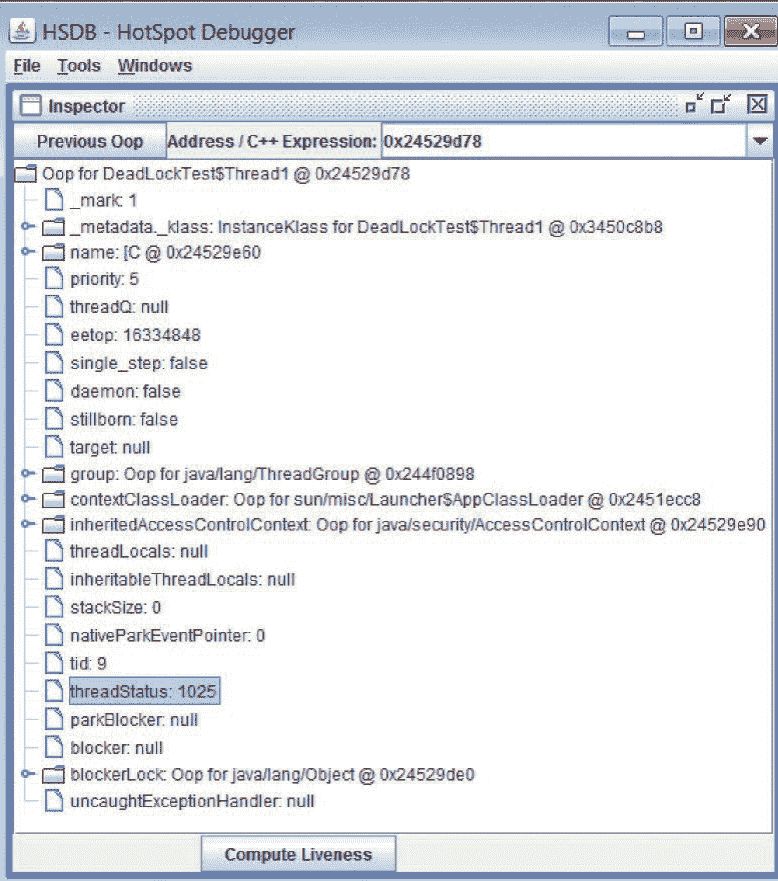 HSDB - HotSpot Debugger
File Tools Windows
Inspector
Previous Oop Address / C++ Expression: 0x24529d78
Oop for DeadLockTest$Thread1 @ 0x24529d78
_mark: 1
_metadata._klass: InstanceKlass for DeadLockTest$Thread1 @ 0x3450c8b8
name: [C @ 0x24529e60
priority: 5
threadQ: null
eetop: 16334848
single_step: false
daemon: false
stillborn: false
target: null
group: Oop for java/lang/ThreadGroup @ 0x244f0898
contextClassLoader: Oop for sun/misc/Launcher$AppClassLoader @ 0x2451ecc8
inheritedAccessControlContext: Oop for java/security/AccessControlContext @ 0x24529e90
threadLocals: null
inheritableThreadLocals: null
stackSize: 0
nativeParkEventPointer: 0
tid: 9
threadStatus: 1025
parkBlocker: null
blocker: null
blockerLock: Oop for java/lang/Object @ 0x24529de0
uncaughtExceptionHandler: null
Compute Liveness